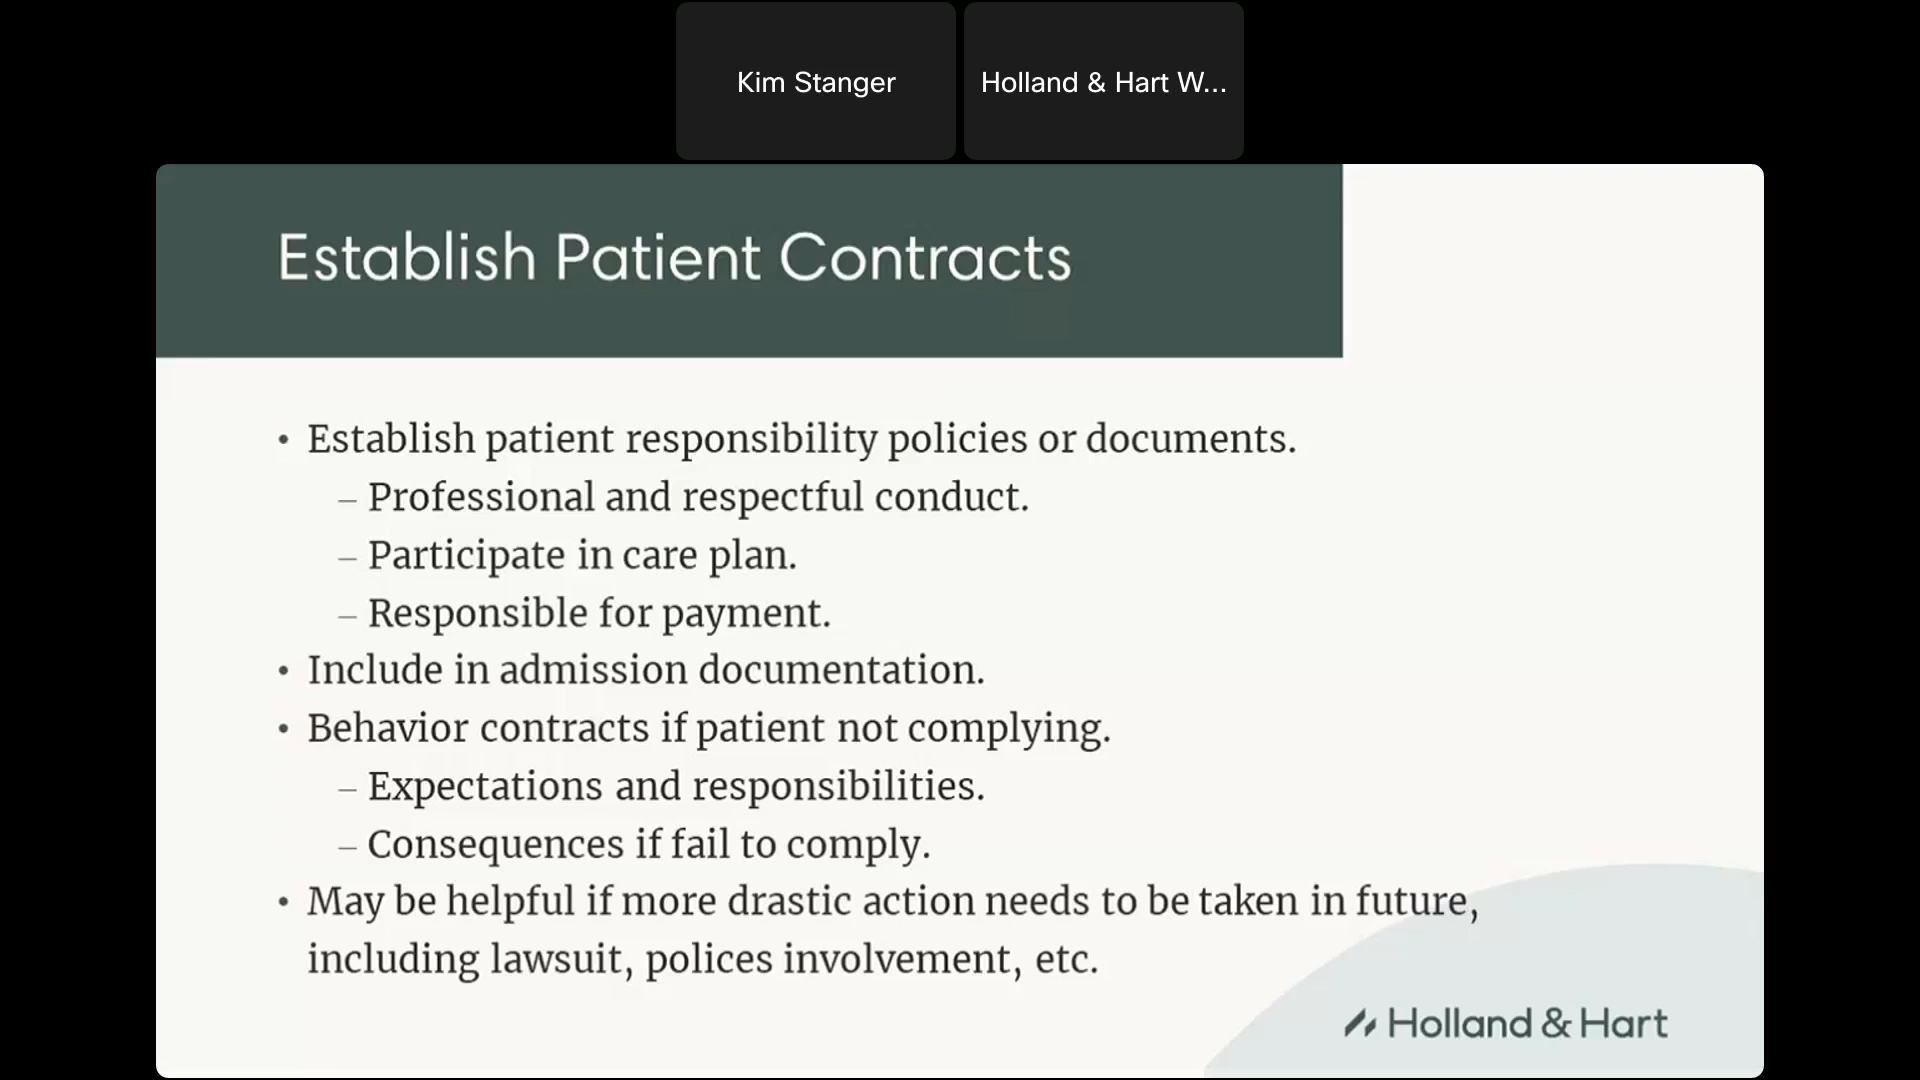 Kim Stanger
Holland & Hart W...
Establish Patient Contracts
• Establish patient responsibility policies or documents.
– Professional and respectful conduct.
– Participate in care plan.
– Responsible for payment.
• Include in admission documentation.
• Behavior contracts if patient not complying.
– Expectations and responsibilities.
– Consequences if fail to comply.
• May be helpful if more drastic action needs to be taken in future,
including lawsuit, polices involvement, etc.
Holland & Hart